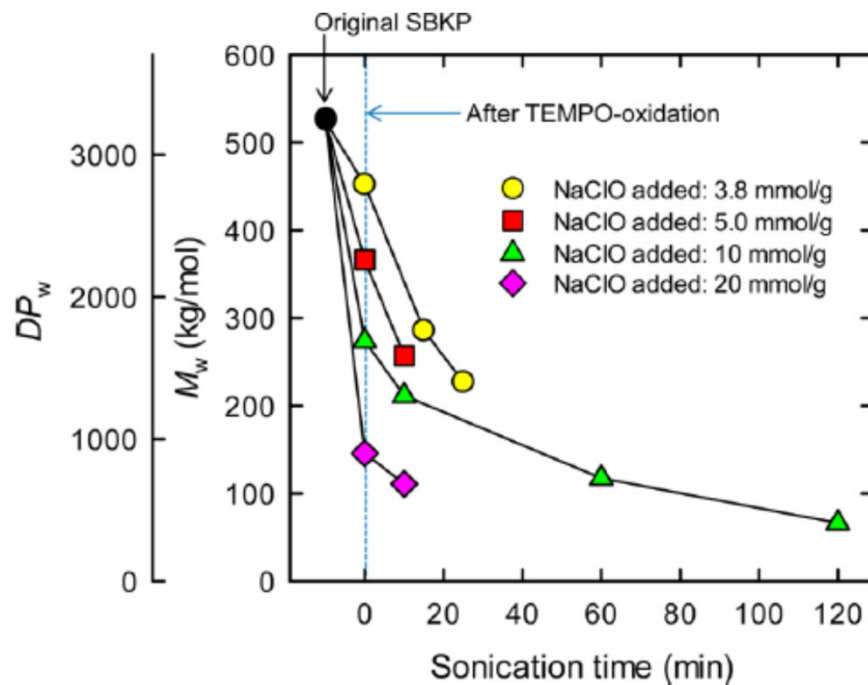 Original SBKP
After TEMPO-oxidation
NaClO added: 3.8 mmol/g
NaClO added: 5.0 mmol/g
NaClO added: 10 mmol/g
NaClO added: 20 mmol/g
DPw
3000
2000
1000
0
Mw (kg/mol)
600
500
400
300
200
100
0
0 20 40 60 80 100 120
Sonication time (min)